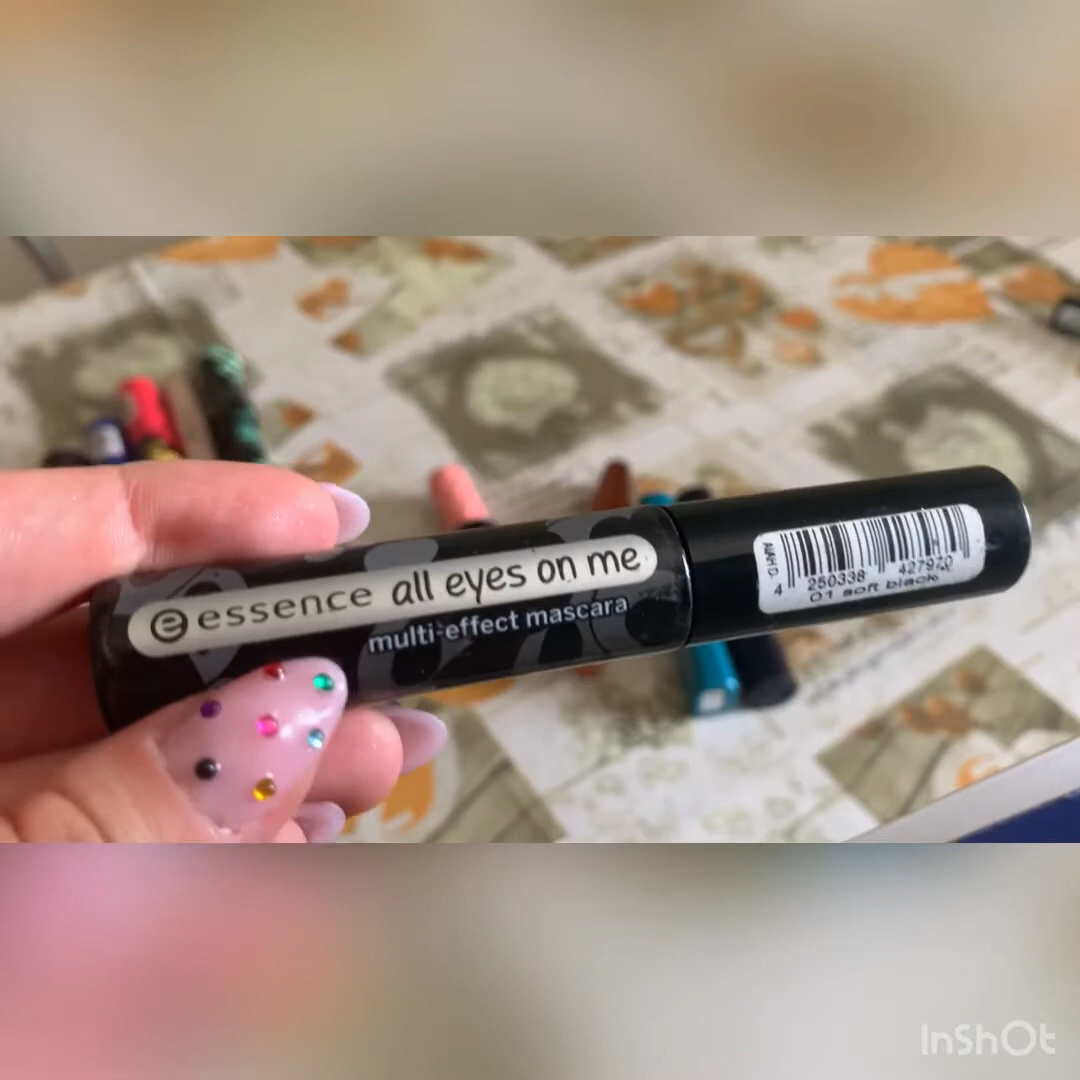 essence all eyes on me
multi-effect mascara
4 250338 427970
01 soft black
InShOt